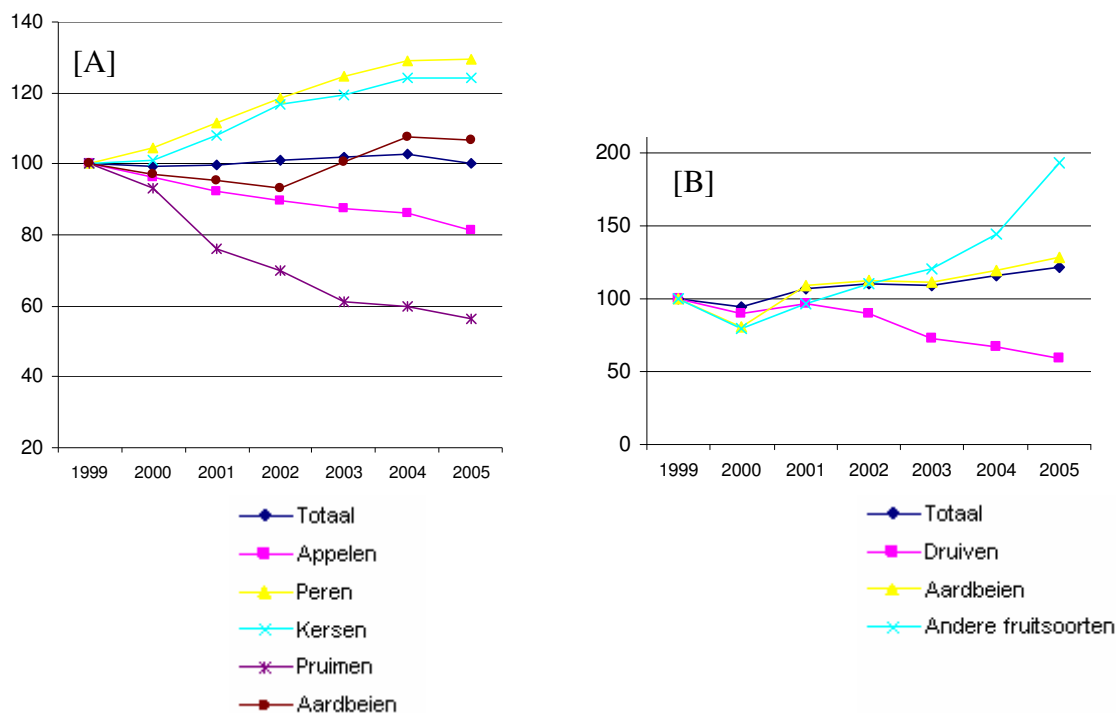 [A]
140
120
100
80
60
40
20
1999 2000 2001 2002 2003 2004 2005
Totaal
Appelen
Peren
Kersen
Pruimen
Aardbeien
[B]
200
150
100
50
0
1999 2000 2001 2002 2003 2004 2005
Totaal
Druiven
Aardbeien
Andere fruitsoorten